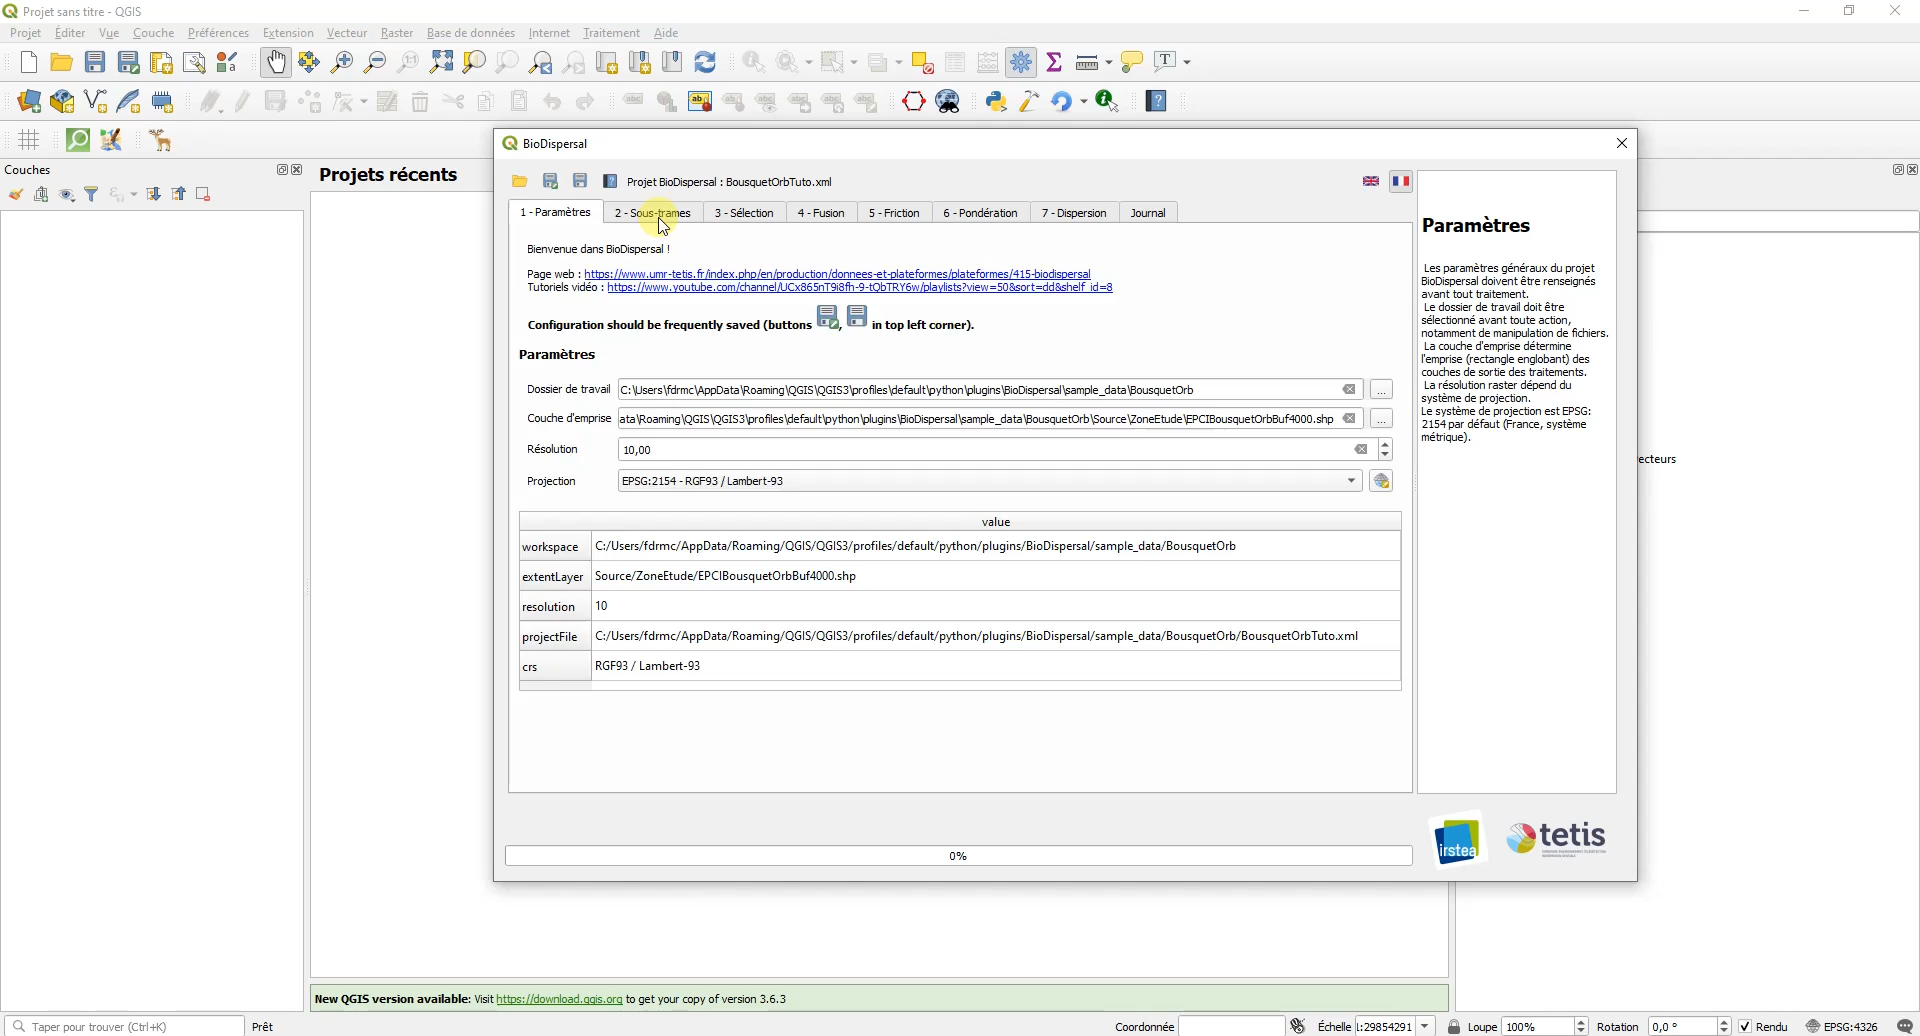 Projet sans titre - QGIS
Projet Éditer Vue Couche Préférences Extension Vecteur Raster Base de données Internet Traitement Aide
Couches
Projets récents
BioDispersal
Projet BioDispersal : BousquetOrbTuto.xml
1 - Paramètres 2 - Sous-trames 3 - Sélection 4 - Fusion 5 - Friction 6 - Pondération 7 - Dispersion Journal
Bienvenue dans BioDispersal !
Page web : https://www.umr-tetis.fr/index.php/en/production/donnees-et-plateformes/plateformes/415-biodispersal
Tutoriels vidéo : https://www.youtube.com/channel/UCx865nT9i8fh-9-tQbTRY6w/playlists?view=50&sort=dd&shelf_id=8
Configuration should be frequently saved (buttons , in top left corner).
Paramètres
Dossier de travail C:\Users\fdrmc\AppData\Roaming\QGIS\QGIS3\profiles\default\python\plugins\BioDispersal\sample_data\BousquetOrb ...
Couche d'emprise ata\Roaming\QGIS\QGIS3\profiles\default\python\plugins\BioDispersal\sample_data\BousquetOrb\Source\ZoneEtude\EPCIBousquetOrbBuf4000.shp ...
Résolution 10,00
Projection EPSG:2154 - RGF93 / Lambert-93
value
workspace C:/Users/fdrmc/AppData/Roaming/QGIS/QGIS3/profiles/default/python/plugins/BioDispersal/sample_data/BousquetOrb
extentLayer Source/ZoneEtude/EPCIBousquetOrbBuf4000.shp
resolution 10
projectFile C:/Users/fdrmc/AppData/Roaming/QGIS/QGIS3/profiles/default/python/plugins/BioDispersal/sample_data/BousquetOrb/BousquetOrbTuto.xml
crs RGF93 / Lambert-93
0%
Paramètres
Les paramètres généraux du projet
BioDispersal doivent être renseignés
avant tout traitement.
Le dossier de travail doit être
sélectionné avant toute action,
notamment de manipulation de fichiers.
La couche d'emprise détermine
l'emprise (rectangle englobant) des
couches de sortie des traitements.
La résolution raster dépend du
système de projection.
Le système de projection est EPSG:
2154 par défaut (France, système
métrique).
irstea
tetis
ecteurs
New QGIS version available: Visit https://download.qgis.org to get your copy of version 3.6.3
Taper pour trouver (Ctrl+K) Prêt Coordonnée Échelle 1:29854291 Loupe 100% Rotation 0,0 ° Rendu EPSG:4326